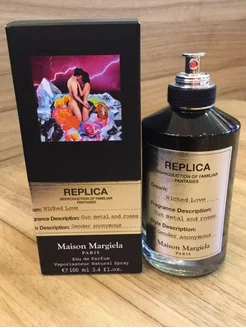 REPLICA
REPRODUCTION OF FAMILIAR
FANTASIES
Wicked Love
Fragrance Description:
Gun metal and roses
Style Description:
Gender anonymous
Maison Margiela
PARIS
Eau de Parfum
Vaporisateur Natural Spray
℮ 100 ml 3.4 fl.oz.
REPLICA
REPRODUCTION OF FAMILIAR
FANTASIES
Dream:
Wicked Love
Fragrance Description:
Gun metal and roses
Style Description:
Gender anonymous
Maison Margiela
PARIS